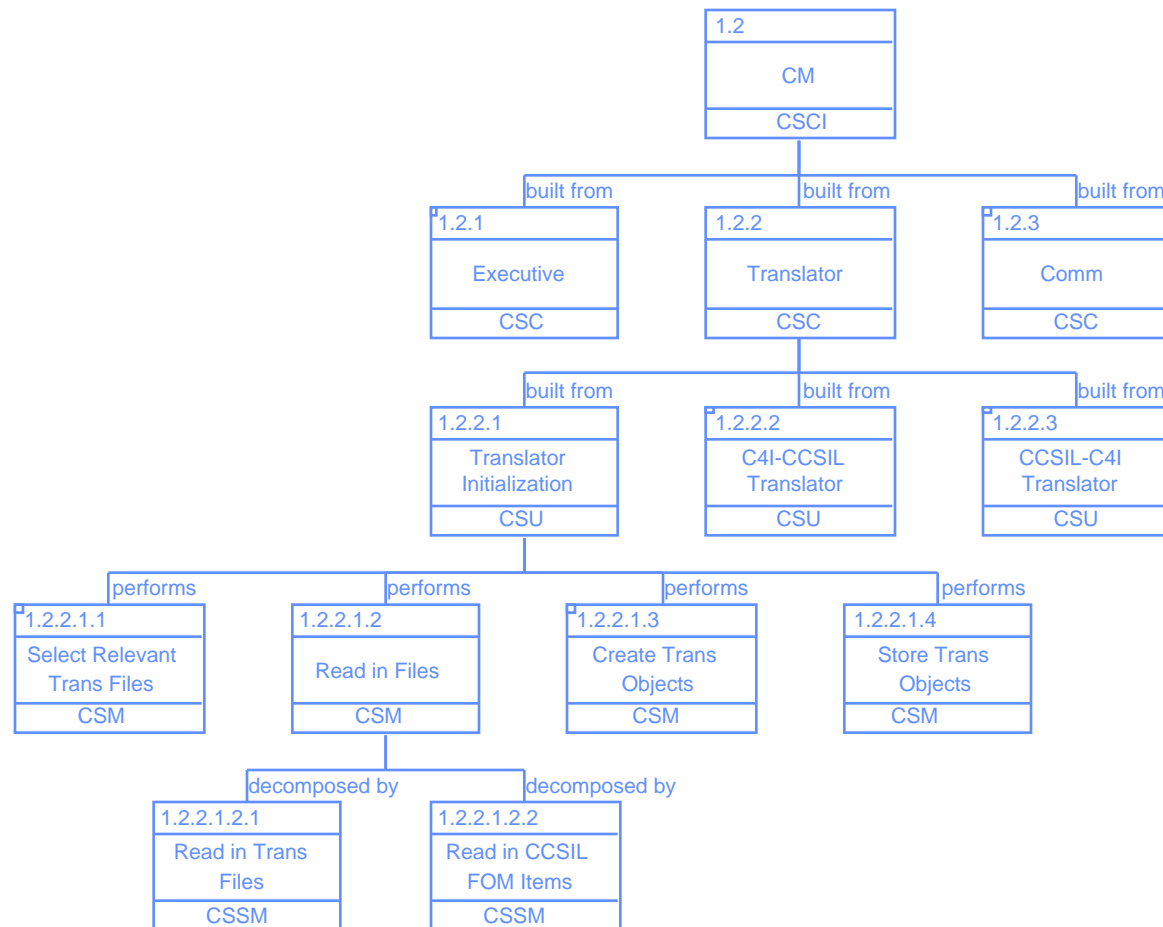 1.2
CM
CSCI
built from
built from
built from
1.2.1
Executive
CSC
1.2.2
Translator
CSC
1.2.3
Comm
CSC
built from
built from
built from
1.2.2.1
Translator
Initialization
CSU
1.2.2.2
C4I-CCSIL
Translator
CSU
1.2.2.3
CCSIL-C4I
Translator
CSU
performs
performs
performs
performs
1.2.2.1.1
Select Relevant
Trans Files
CSM
1.2.2.1.2
Read in Files
CSM
1.2.2.1.3
Create Trans
Objects
CSM
1.2.2.1.4
Store Trans
Objects
CSM
decomposed by
decomposed by
1.2.2.1.2.1
Read in Trans
Files
CSSM
1.2.2.1.2.2
Read in CCSIL
FOM Items
CSSM